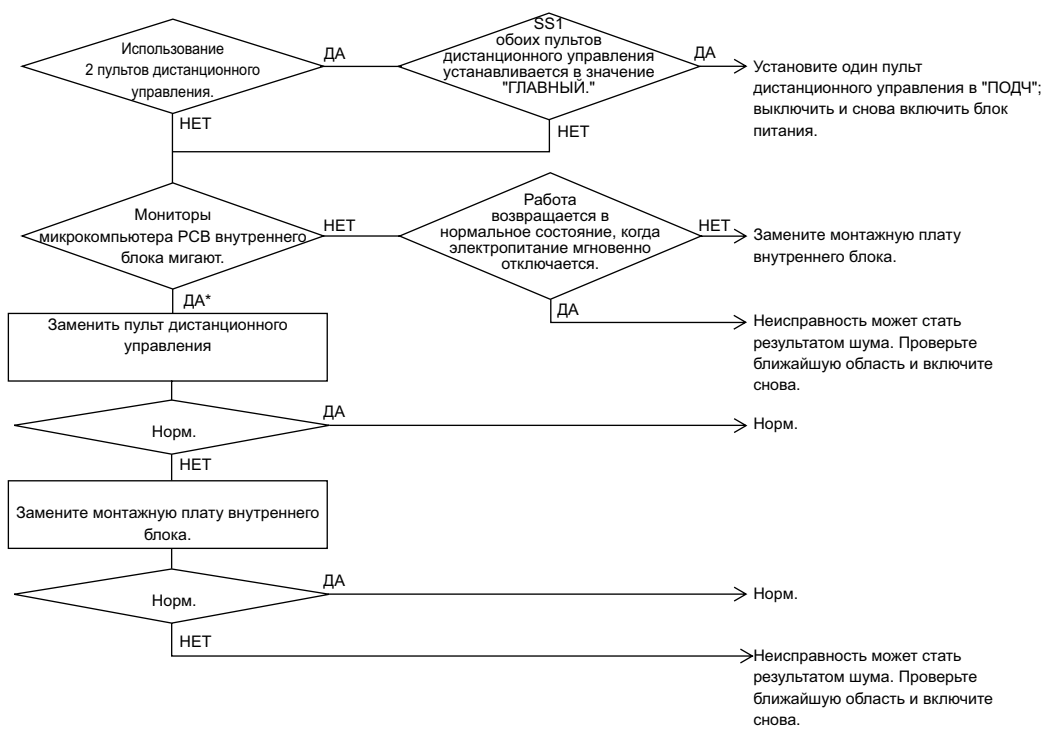 Использование
2 пультов дистанционного
управления.
ДА
SS1
обоих пультов
дистанционного управления
устанавливается в значение
"ГЛАВНЫЙ."
ДА
Установите один пульт
дистанционного управления в "ПОДЧ";
выключить и снова включить блок
питания.
НЕТ
НЕТ
Мониторы
микрокомпьютера PCB внутреннего
блока мигают.
НЕТ
Работа
возвращается в
нормальное состояние, когда
электропитание мгновенно
отключается.
НЕТ
Замените монтажную плату
внутреннего блока.
ДА*
ДА
Неисправность может стать
результатом шума. Проверьте
ближайшую область и включите
снова.
Заменить пульт дистанционного
управления
Норм.
ДА
Норм.
НЕТ
Замените монтажную плату внутреннего
блока.
Норм.
ДА
Норм.
НЕТ
Неисправность может стать
результатом шума. Проверьте
ближайшую область и включите
снова.